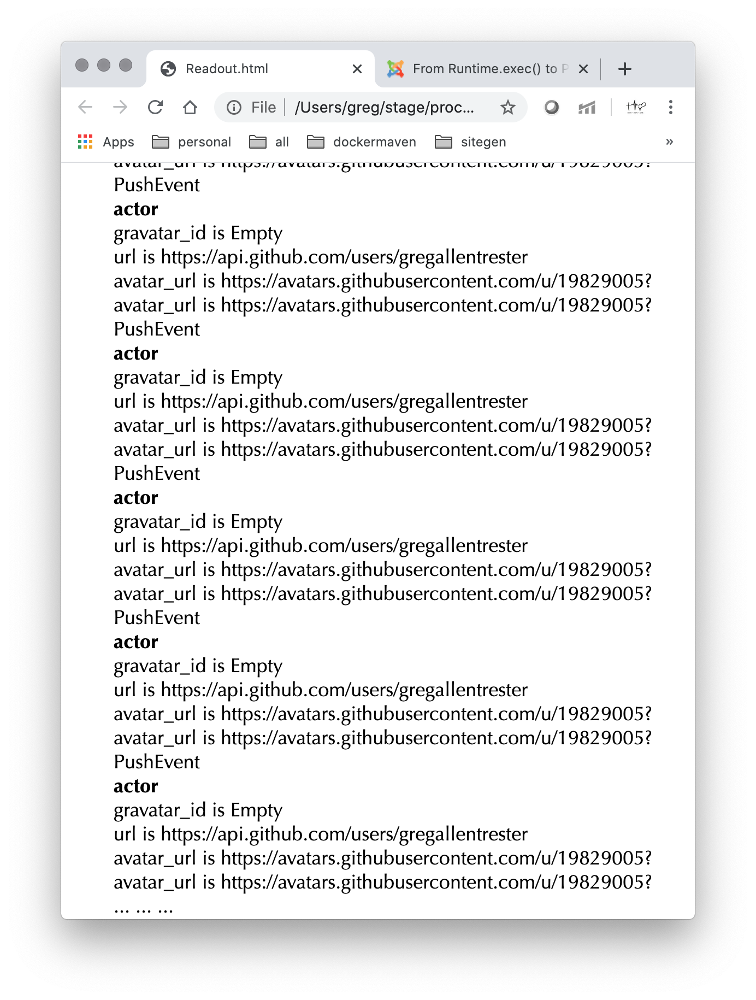 Readout.html
From Runtime.exec() to P
File
/Users/greg/stage/proc...
Apps
personal
all
dockermaven
sitegen
»
avatar_url is https://avatars.githubusercontent.com/u/19829005?
PushEvent
actor
gravatar_id is Empty
url is https://api.github.com/users/gregallentrester
avatar_url is https://avatars.githubusercontent.com/u/19829005?
avatar_url is https://avatars.githubusercontent.com/u/19829005?
PushEvent
actor
gravatar_id is Empty
url is https://api.github.com/users/gregallentrester
avatar_url is https://avatars.githubusercontent.com/u/19829005?
avatar_url is https://avatars.githubusercontent.com/u/19829005?
PushEvent
actor
gravatar_id is Empty
url is https://api.github.com/users/gregallentrester
avatar_url is https://avatars.githubusercontent.com/u/19829005?
avatar_url is https://avatars.githubusercontent.com/u/19829005?
PushEvent
actor
gravatar_id is Empty
url is https://api.github.com/users/gregallentrester
avatar_url is https://avatars.githubusercontent.com/u/19829005?
avatar_url is https://avatars.githubusercontent.com/u/19829005?
PushEvent
actor
gravatar_id is Empty
url is https://api.github.com/users/gregallentrester
avatar_url is https://avatars.githubusercontent.com/u/19829005?
avatar_url is https://avatars.githubusercontent.com/u/19829005?
... ... ...